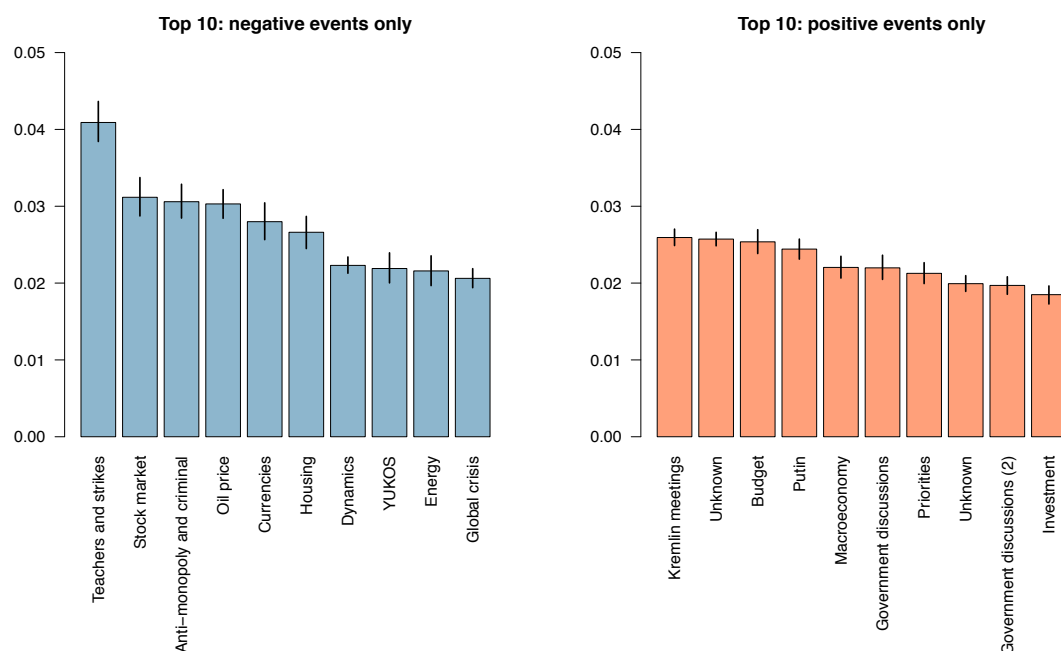 Top 10: negative events only
0.05
0.04
0.03
0.02
0.01
0.00
Teachers and strikes
Stock market
Anti−monopoly and criminal
Oil price
Currencies
Housing
Dynamics
YUKOS
Energy
Global crisis
Top 10: positive events only
0.05
0.04
0.03
0.02
0.01
0.00
Kremlin meetings
Unknown
Budget
Putin
Macroeconomy
Government discussions
Priorities
Unknown
Government discussions (2)
Investment